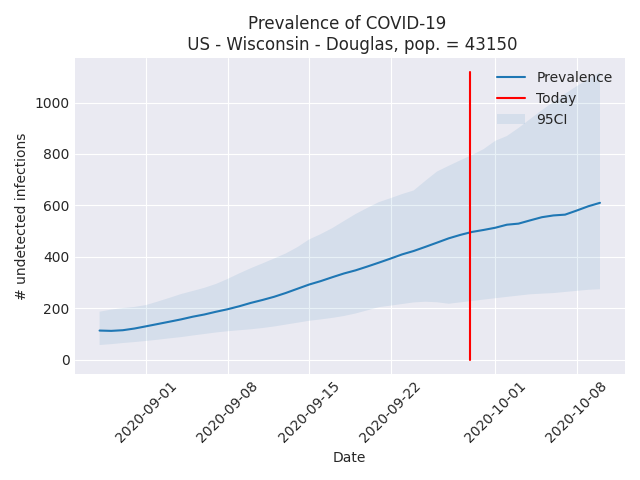 Prevalence of COVID-19
US - Wisconsin - Douglas, pop. = 43150
Prevalence
Today
95CI
# undetected infections
1000
800
600
400
200
0
2020-09-01
2020-09-08
2020-09-15
2020-09-22
2020-10-01
2020-10-08
Date